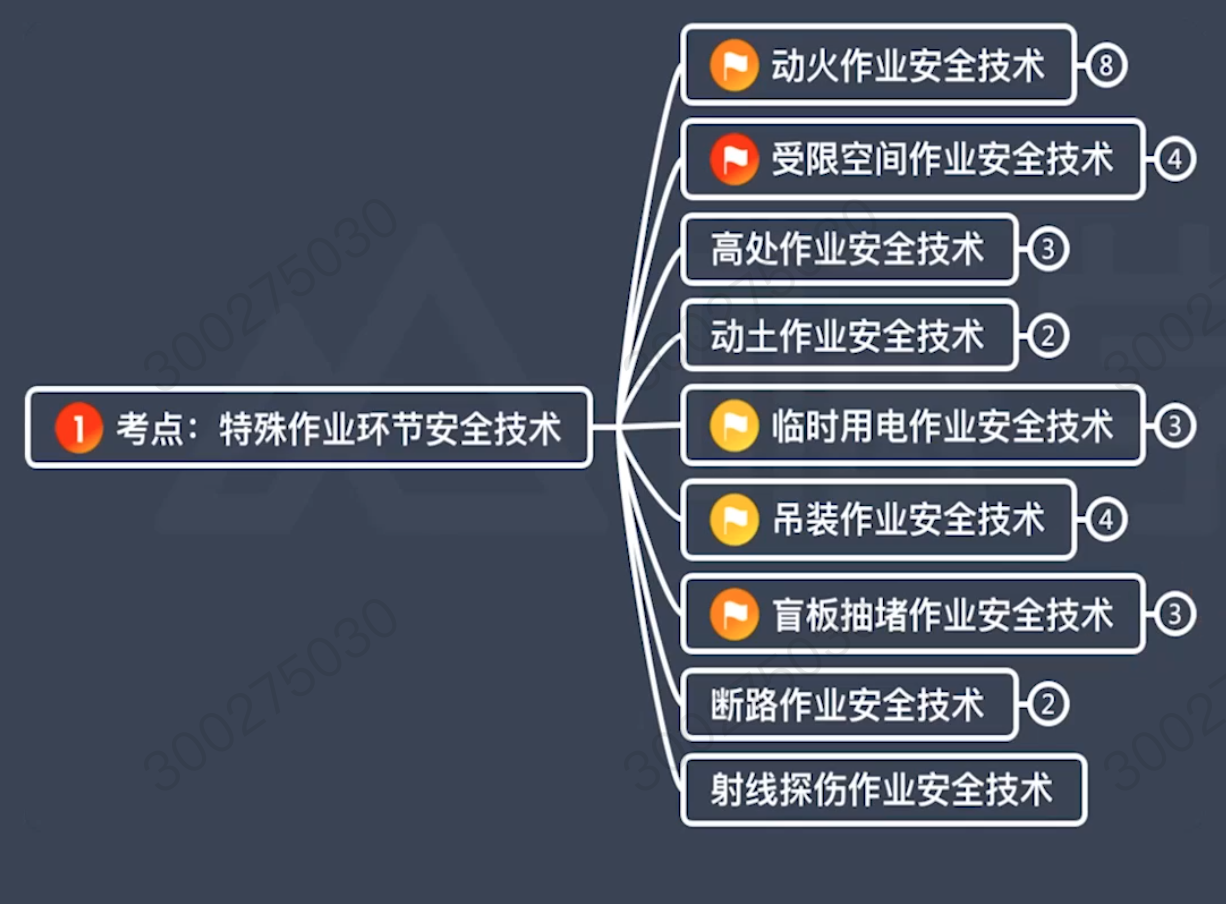 动火作业安全技术 8
受限空间作业安全技术 4
高处作业安全技术 3
动土作业安全技术 2
1 考点：特殊作业环节安全技术
临时用电作业安全技术 3
吊装作业安全技术 4
盲板抽堵作业安全技术 3
断路作业安全技术 2
射线探伤作业安全技术
300275030
300275030
300275030
300275030